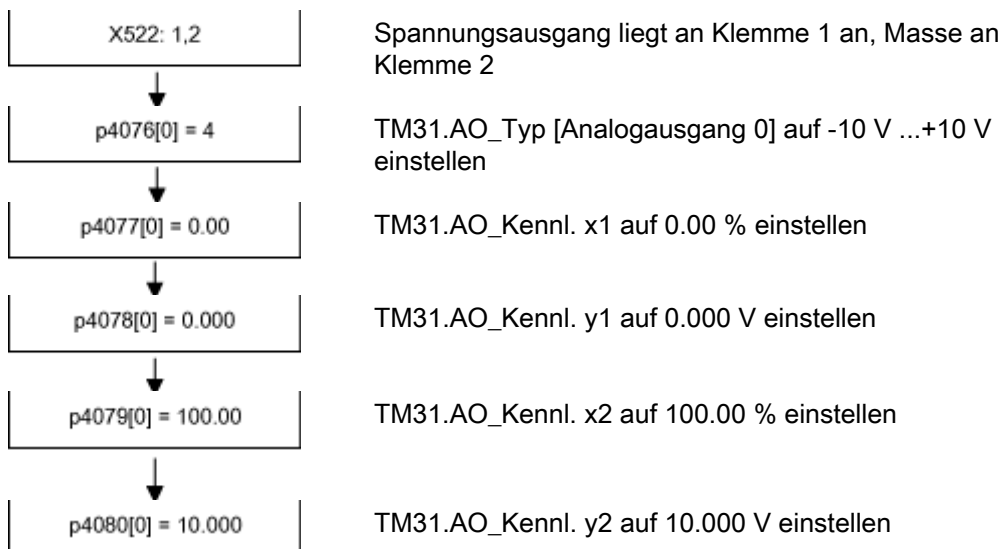 X522: 1,2
Spannungsausgang liegt an Klemme 1 an, Masse an
Klemme 2
p4076[0] = 4
TM31.AO_Typ [Analogausgang 0] auf -10 V ...+10 V
einstellen
p4077[0] = 0.00
TM31.AO_Kennl. x1 auf 0.00 % einstellen
p4078[0] = 0.000
TM31.AO_Kennl. y1 auf 0.000 V einstellen
p4079[0] = 100.00
TM31.AO_Kennl. x2 auf 100.00 % einstellen
p4080[0] = 10.000
TM31.AO_Kennl. y2 auf 10.000 V einstellen